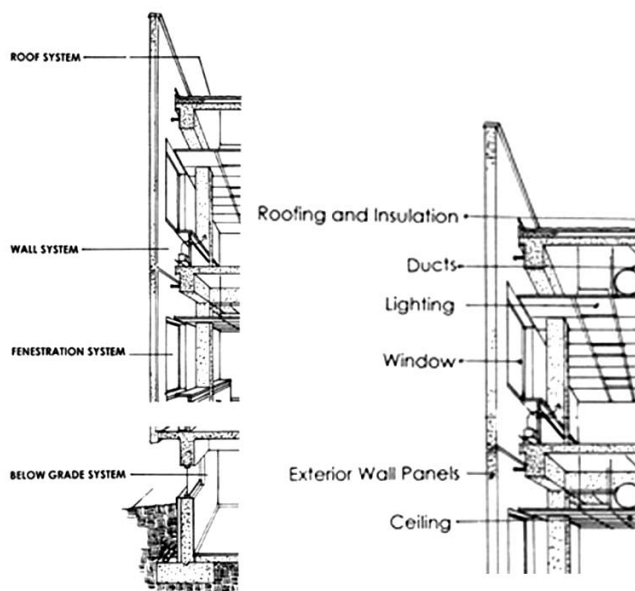 ROOF SYSTEM
WALL SYSTEM
FENESTRATION SYSTEM
BELOW GRADE SYSTEM
Roofing and Insulation
Ducts
Lighting
Window
Exterior Wall Panels
Ceiling